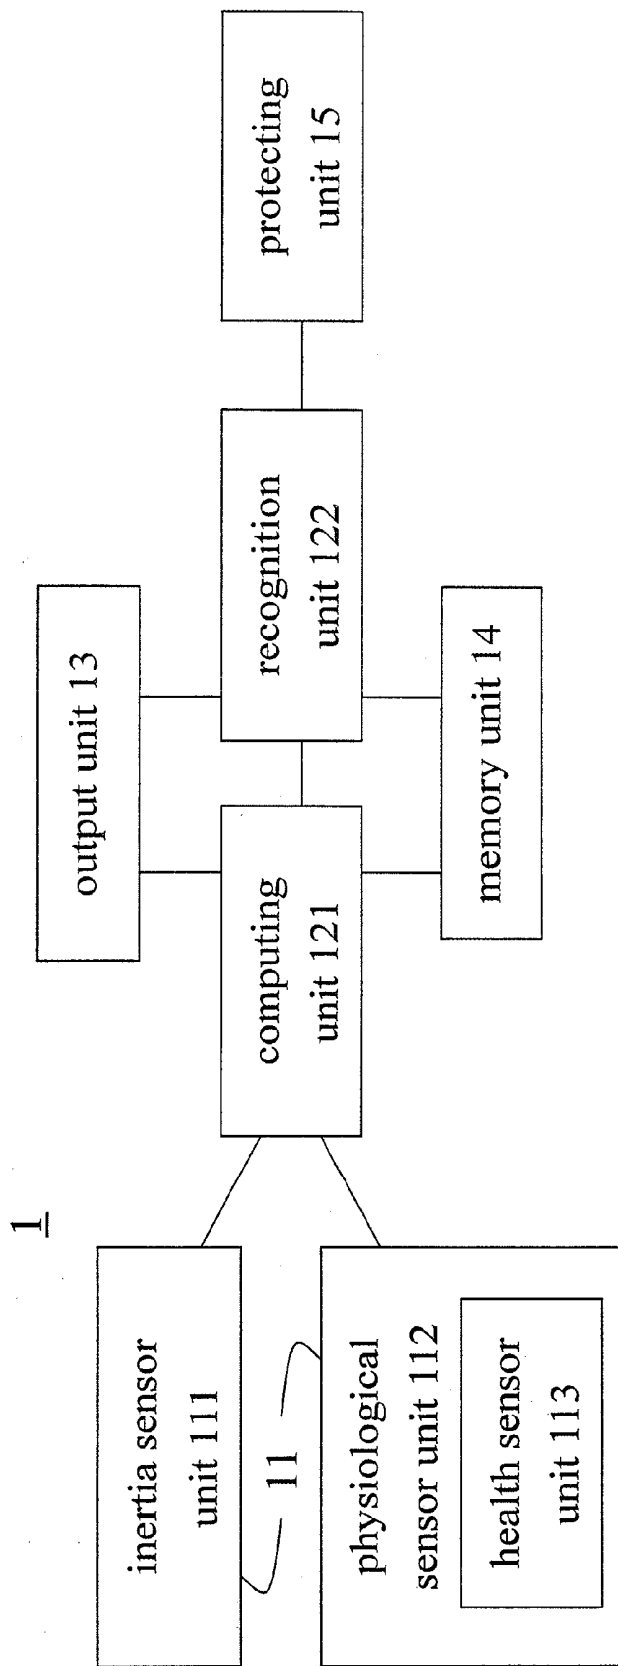 1
inertia sensor
unit 111
11
physiological
sensor unit 112
health sensor
unit 113
computing
unit 121
output unit 13
memory unit 14
recognition
unit 122
protecting
unit 15